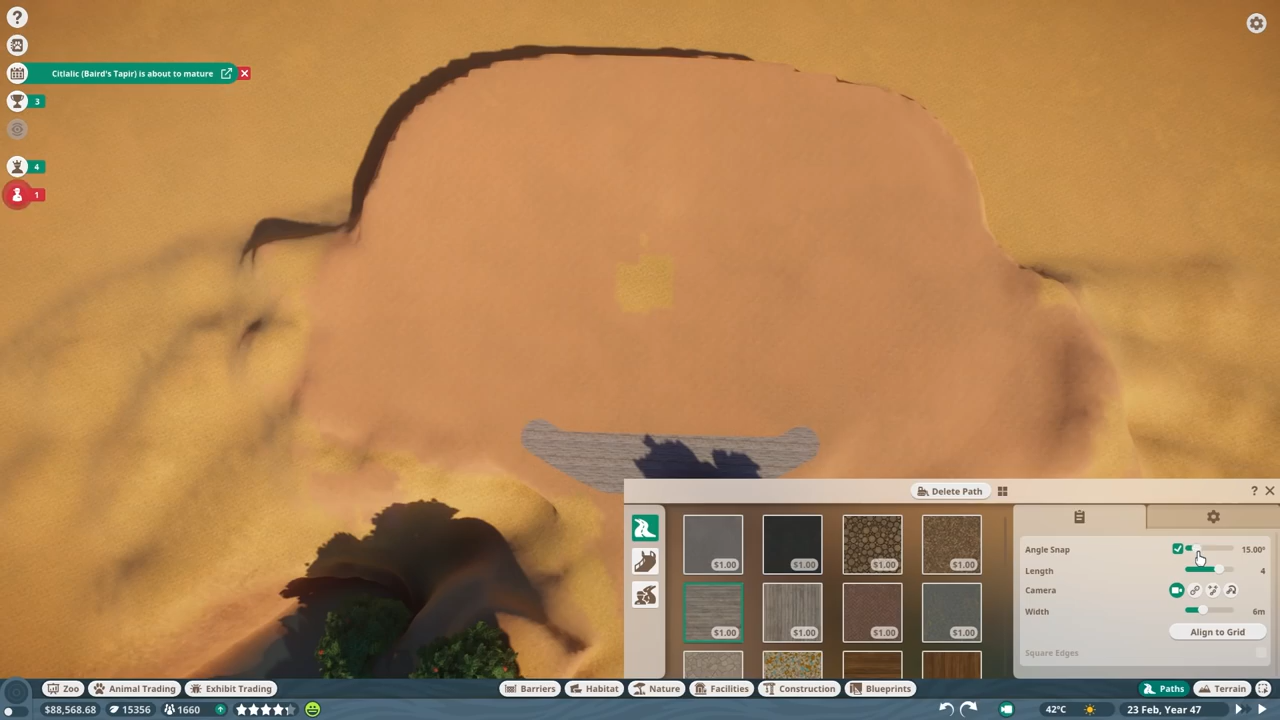 ?
Citlalic (Baird's Tapir) is about to mature
3
4
1
Delete Path
?
$1.00
$1.00
$1.00
$1.00
$1.00
$1.00
$1.00
$1.00
Angle Snap
15.00°
Length
4
Camera
Width
6m
Align to Grid
Square Edges
Zoo
Animal Trading
Exhibit Trading
Barriers
Habitat
Nature
Facilities
Construction
Blueprints
Paths
Terrain
$88,568.68
15356
1660
42°C
23 Feb, Year 47